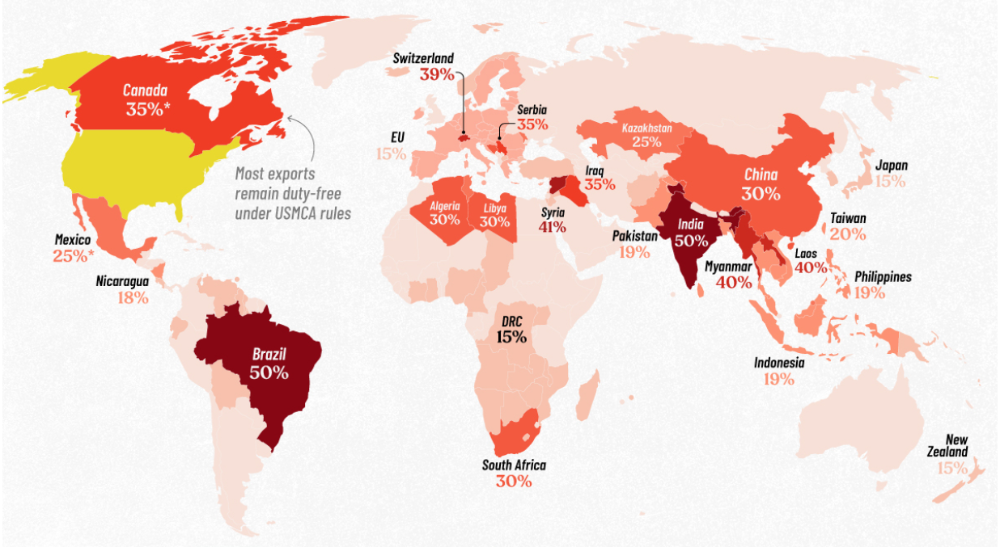 Canada
35%*
Most exports
remain duty-free
under USMCA rules
Mexico
25%*
Nicaragua
18%
Brazil
50%
Switzerland
39%
Serbia
35%
EU
15%
Kazakhstan
25%
China
30%
Japan
15%
Iraq
35%
Algeria
30%
Libya
30%
Syria
41%
Pakistan
19%
India
50%
Taiwan
20%
Myanmar
40%
Laos
40%
Philippines
19%
DRC
15%
Indonesia
19%
South Africa
30%
New
Zealand
15%